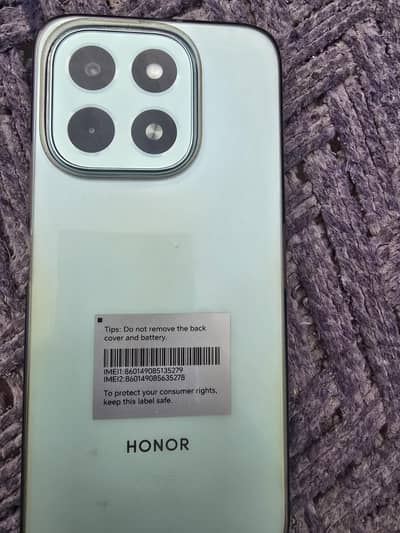 Tips: Do not remove the back
cover and battery.
IMEI1:860149085135279
IMEI2:860149085635278
To protect your consumer rights,
keep this label safe.
HONOR